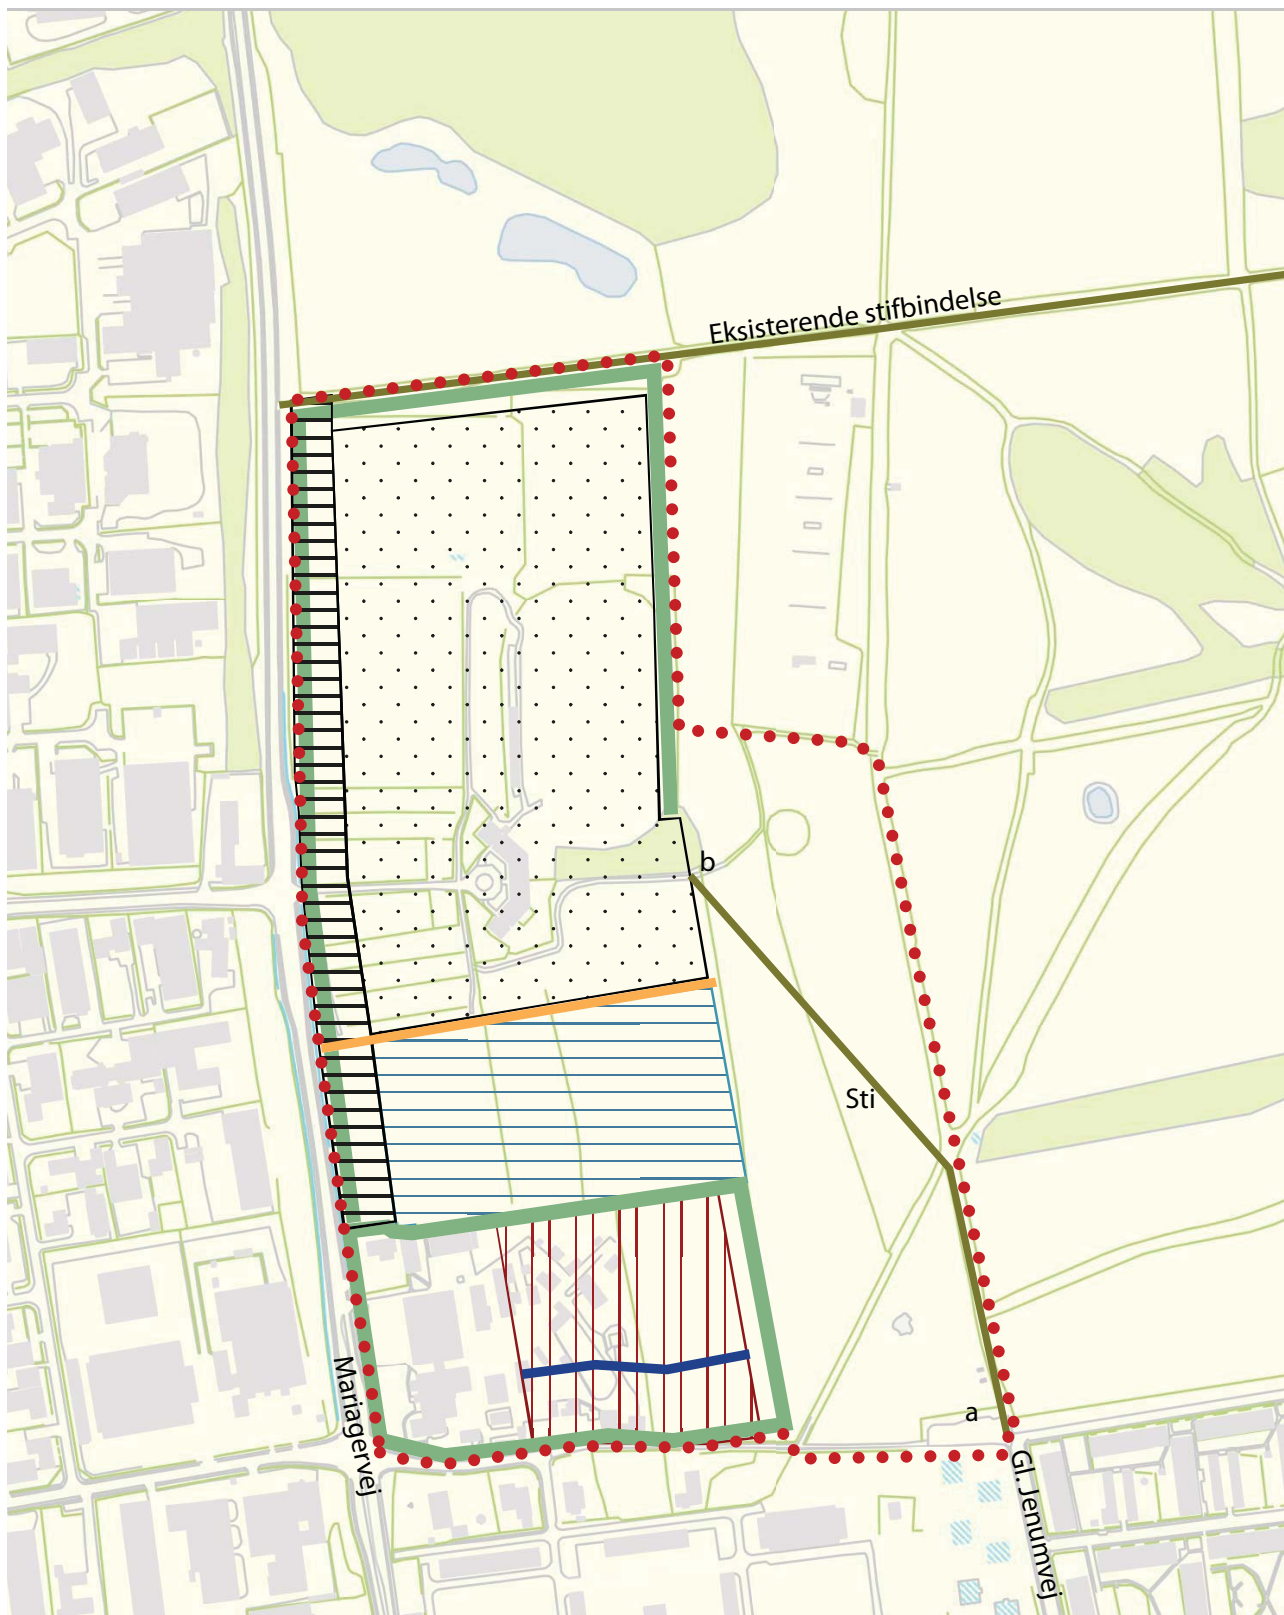 Eksisterende stifbindelse
b
Sti
Mariagervej
a
Gl. Jenumvej